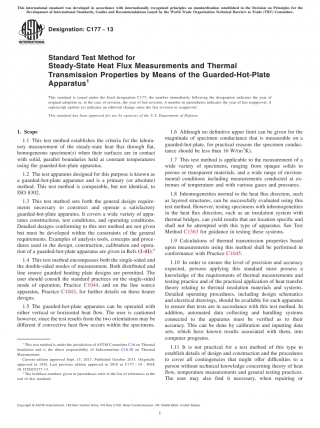 This international standard was developed in accordance with internationally recognized principles on standardization established in the Decision on Principles for the
Development of International Standards, Guides and Recommendations issued by the World Trade Organization Technical Barriers to Trade (TBT) Committee.
Designation: C177 − 13
Standard Test Method for
Steady-State Heat Flux Measurements and Thermal
Transmission Properties by Means of the Guarded-Hot-Plate
Apparatus1
This standard is issued under the fixed designation C177; the number immediately following the designation indicates the year of
original adoption or, in the case of revision, the year of last revision. A number in parentheses indicates the year of last reapproval. A
superscript epsilon (ε) indicates an editorial change since the last revision or reapproval.
This standard has been approved for use by agencies of the U.S. Department of Defense.
1. Scope
1.1 This test method establishes the criteria for the labora-
tory measurement of the steady-state heat flux through flat,
homogeneous specimen(s) when their surfaces are in contact
with solid, parallel boundaries held at constant temperatures
using the guarded-hot-plate apparatus.
1.2 The test apparatus designed for this purpose is known as
a guarded-hot-plate apparatus and is a primary (or absolute)
method. This test method is comparable, but not identical, to
ISO 8302.
1.3 This test method sets forth the general design require-
ments necessary to construct and operate a satisfactory
guarded-hot-plate apparatus. It covers a wide variety of appa-
ratus constructions, test conditions, and operating conditions.
Detailed designs conforming to this test method are not given
but must be developed within the constraints of the general
requirements. Examples of analysis tools, concepts and proce-
dures used in the design, construction, calibration and opera-
tion of a guarded-hot-plate apparatus are given in Refs (1-41).2
1.4 This test method encompasses both the single-sided and
the double-sided modes of measurement. Both distributed and
line source guarded heating plate designs are permitted. The
user should consult the standard practices on the single-sided
mode of operation, Practice C1044, and on the line source
apparatus, Practice C1043, for further details on these heater
designs.
1.5 The guarded-hot-plate apparatus can be operated with
either vertical or horizontal heat flow. The user is cautioned
however, since the test results from the two orientations may be
different if convective heat flow occurs within the specimens.
1 This test method is under the jurisdiction of ASTM Committee C16 on Thermal
Insulation and is the direct responsibility of Subcommittee C16.30 on Thermal
Measurement.
Current edition approved Sept. 15, 2013. Published October 2013. Originally
approved in 1942. Last previous edition approved in 2010 as C177 – 10. DOI:
10.1520/C0177-13.
2 The boldface numbers given in parentheses refer to the list of references at the
end of this standard.
1.6 Although no definitive upper limit can be given for the
magnitude of specimen conductance that is measurable on a
guarded-hot-plate, for practical reasons the specimen conduc-
tance should be less than 16 W/(m2K).
1.7 This test method is applicable to the measurement of a
wide variety of specimens, ranging from opaque solids to
porous or transparent materials, and a wide range of environ-
mental conditions including measurements conducted at ex-
tremes of temperature and with various gases and pressures.
1.8 Inhomogeneities normal to the heat flux direction, such
as layered structures, can be successfully evaluated using this
test method. However, testing specimens with inhomogeneities
in the heat flux direction, such as an insulation system with
thermal bridges, can yield results that are location specific and
shall not be attempted with this type of apparatus. See Test
Method C1363 for guidance in testing these systems.
1.9 Calculations of thermal transmission properties based
upon measurements using this method shall be performed in
conformance with Practice C1045.
1.10 In order to ensure the level of precision and accuracy
expected, persons applying this standard must possess a
knowledge of the requirements of thermal measurements and
testing practice and of the practical application of heat transfer
theory relating to thermal insulation materials and systems.
Detailed operating procedures, including design schematics
and electrical drawings, should be available for each apparatus
to ensure that tests are in accordance with this test method. In
addition, automated data collecting and handling systems
connected to the apparatus must be verified as to their
accuracy. This can be done by calibration and inputing data
sets, which have known results associated with them, into
computer programs.
1.11 It is not practical for a test method of this type to
establish details of design and construction and the procedures
to cover all contingencies that might offer difficulties to a
person without technical knowledge concerning theory of heat
flow, temperature measurements and general testing practices.
The user may also find it necessary, when repairing or
Copyright © ASTM International, 100 Barr Harbor Drive, PO Box C700, West Conshohocken, PA 19428-2959. United States
1